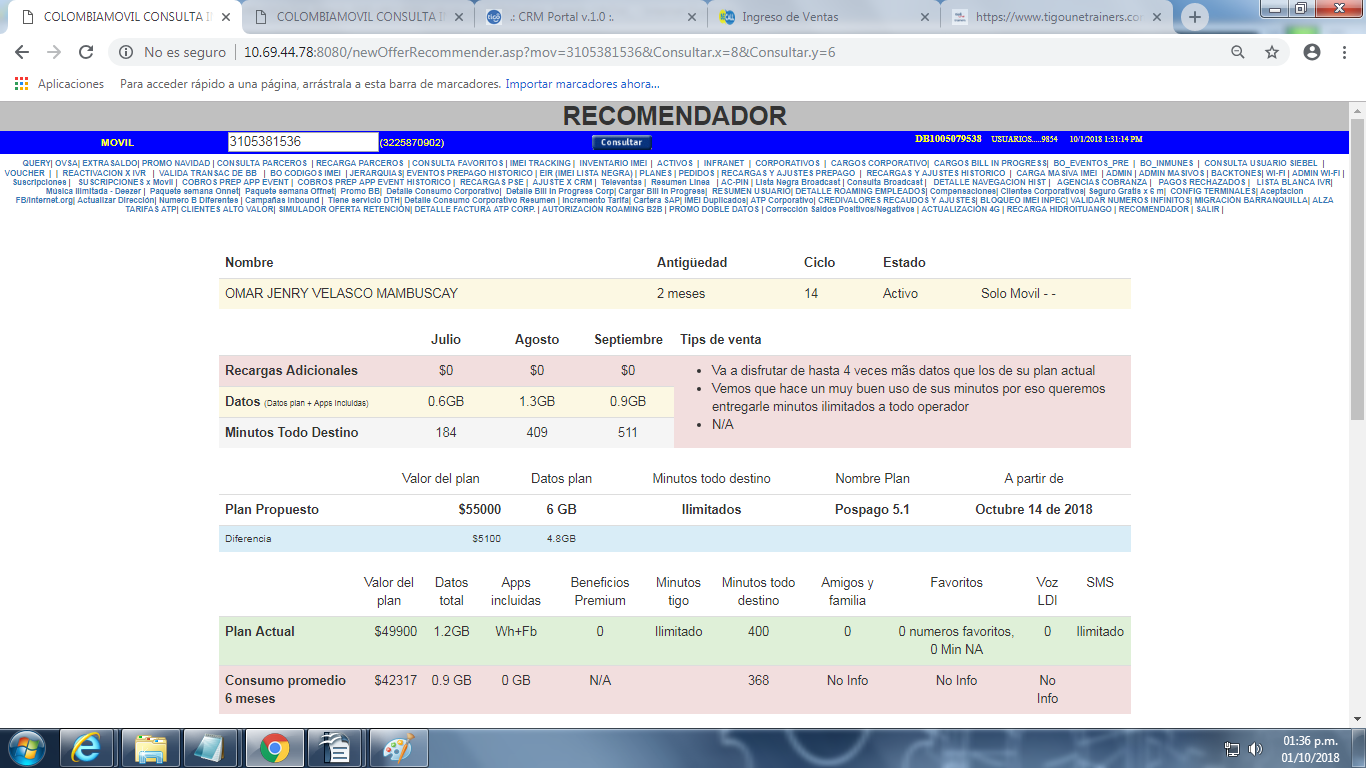 COLOMBIAMOVIL CONSULTA I
COLOMBIAMOVIL CONSULTA I
.: CRM Portal v.1.0 :.
Ingreso de Ventas
https://www.tigounetrainers.co
No es seguro | 10.69.44.78:8080/newOfferRecommender.asp?mov=3105381536&Consultar.x=8&Consultar.y=6
Aplicaciones Para acceder rápido a una página, arrástrala a esta barra de marcadores. Importar marcadores ahora...
RECOMENDADOR
MOVIL 3105381536 (3225870902) Consultar DB1005079538 USUARIOS.....9854 10/1/2018 1:31:14 PM
QUERY| OVSA| EXTRASALDO| PROMO NAVIDAD | CONSULTA PARCEROS | RECARGA PARCEROS | CONSULTA FAVORITOS | IMEI TRACKING | INVENTARIO IMEI | ACTIVOS | INFRANET | CORPORATIVOS | CARGOS CORPORATIVO| CARGOS BILL IN PROGRESS| BO_EVENTOS_PRE | BO_INMUNES | CONSULTA USUARIO SIEBEL |
VOUCHER | | REACTIVACION X IVR | VALIDA TRANSAC DE BB | BO CODIGOS IMEI | JERARQUIAS| EVENTOS PREPAGO HISTORICO | EIR (IMEI LISTA NEGRA) | PLANES | PEDIDOS | RECARGAS Y AJUSTES PREPAGO | RECARGAS Y AJUSTES HISTORICO | CARGA MASIVA IMEI | ADMIN | ADMIN MASIVOS | BACKTONES| WI-FI | ADMIN WI-FI |
Suscripciones | SUSCRIPCIONES x Movil | COBROS PREP APP EVENT | COBROS PREP APP EVENT HISTORICO | RECARGAS PSE | AJUSTE X CRM | Televentas | Resumen Linea | AC-PIN | Lista Negra Broadcast | Consulta Broadcast | DETALLE NAVEGACION HIST | AGENCIAS COBRANZA | PAGOS RECHAZADOS | LISTA BLANCA IVR|
Musica Ilimitada - Deezer | Paquete semana Onnet| Paquete semana Offnet| Promo BB| Detalle Consumo Corporativo| Detalle Bill In Progress Corp| Cargar Bill In Progress| RESUMEN USUARIO| DETALLE ROAMING EMPLEADOS| Compensaciones| Clientes Corporativo| Seguro Gratis x 6 m| CONFIG TERMINALES| Aceptacion
FB/Internet.org| Actualizar Dirección| Numero B Diferentes | Campañas Inbound | Tiene servicio DTH| Detalle Consumo Corporativo Resumen | Incremento Tarifa| Cartera SAP| IMEI Duplicados| ATP Corporativo| CREDIVALORES RECAUDOS Y AJUSTES| BLOQUEO IMEI INPEC| VALIDAR NUMEROS INFINITOS| MIGRACIÓN BARRANQUILLA| ALZA
TARIFAS ATP| CLIENTES ALTO VALOR| SIMULADOR OFERTA RETENCIÓN| DETALLE FACTURA ATP CORP. | AUTORIZACIÓN ROAMING B2B | PROMO DOBLE DATOS | Corrección Saldos Positivos/Negativos | ACTUALIZACIÓN 4G | RECARGA HIDROITUANGO | RECOMENDADOR | SALIR |
Nombre Antigüedad Ciclo Estado
OMAR JENRY VELASCO MAMBUSCAY 2 meses 14 Activo Solo Movil - -
Julio Agosto Septiembre Tips de venta
Recargas Adicionales $0 $0 $0
Datos (Datos plan + Apps Incluidas) 0.6GB 1.3GB 0.9GB
Minutos Todo Destino 184 409 511
• Va a disfrutar de hasta 4 veces mãs datos que los de su plan actual
• Vemos que hace un muy buen uso de sus minutos por eso queremos
entregarle minutos ilimitados a todo operador
• N/A
Valor del plan Datos plan Minutos todo destino Nombre Plan A partir de
Plan Propuesto $55000 6 GB Ilimitados Pospago 5.1 Octubre 14 de 2018
Diferencia $5100 4.8GB
Valor del plan Datos total Apps incluidas Beneficios Premium Minutos tigo Minutos todo destino Amigos y familia Favoritos Voz LDI SMS
Plan Actual $49900 1.2GB Wh+Fb 0 Ilimitado 400 0 0 numeros favoritos, 0 Min NA 0 Ilimitado
Consumo promedio 6 meses $42317 0.9 GB 0 GB N/A 368 No Info No Info No Info
01:36 p.m.
01/10/2018